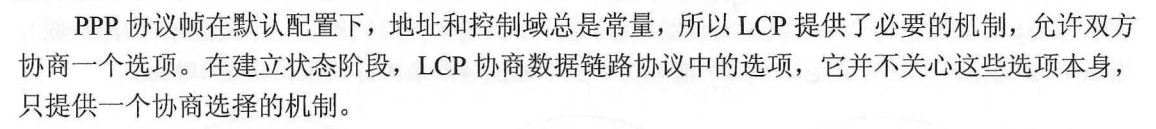 PPP 协议帧在默认配置下，地址和控制域总是常量，所以 LCP 提供了必要的机制，允许双方
协商一个选项。在建立状态阶段，LCP 协商数据链路协议中的选项，它并不关心这些选项本身，
只提供一个协商选择的机制。